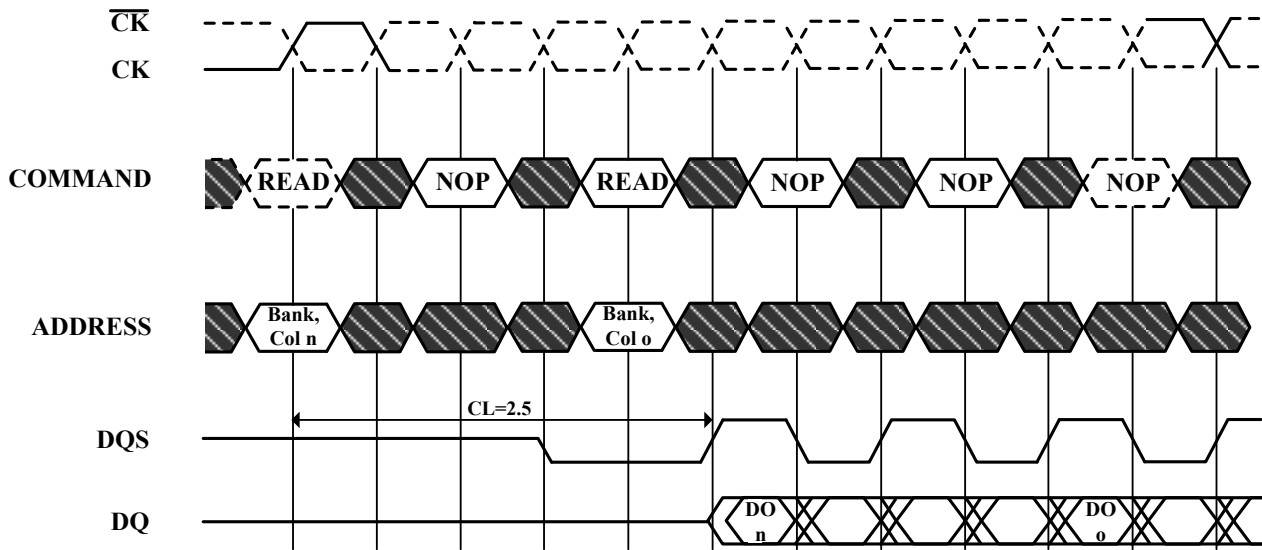 CK
CK
COMMAND
READ
NOP
READ
NOP
NOP
NOP
ADDRESS
Bank,
Col n
Bank,
Col o
CL=2.5
DQS
DQ
DO
n
DO
o